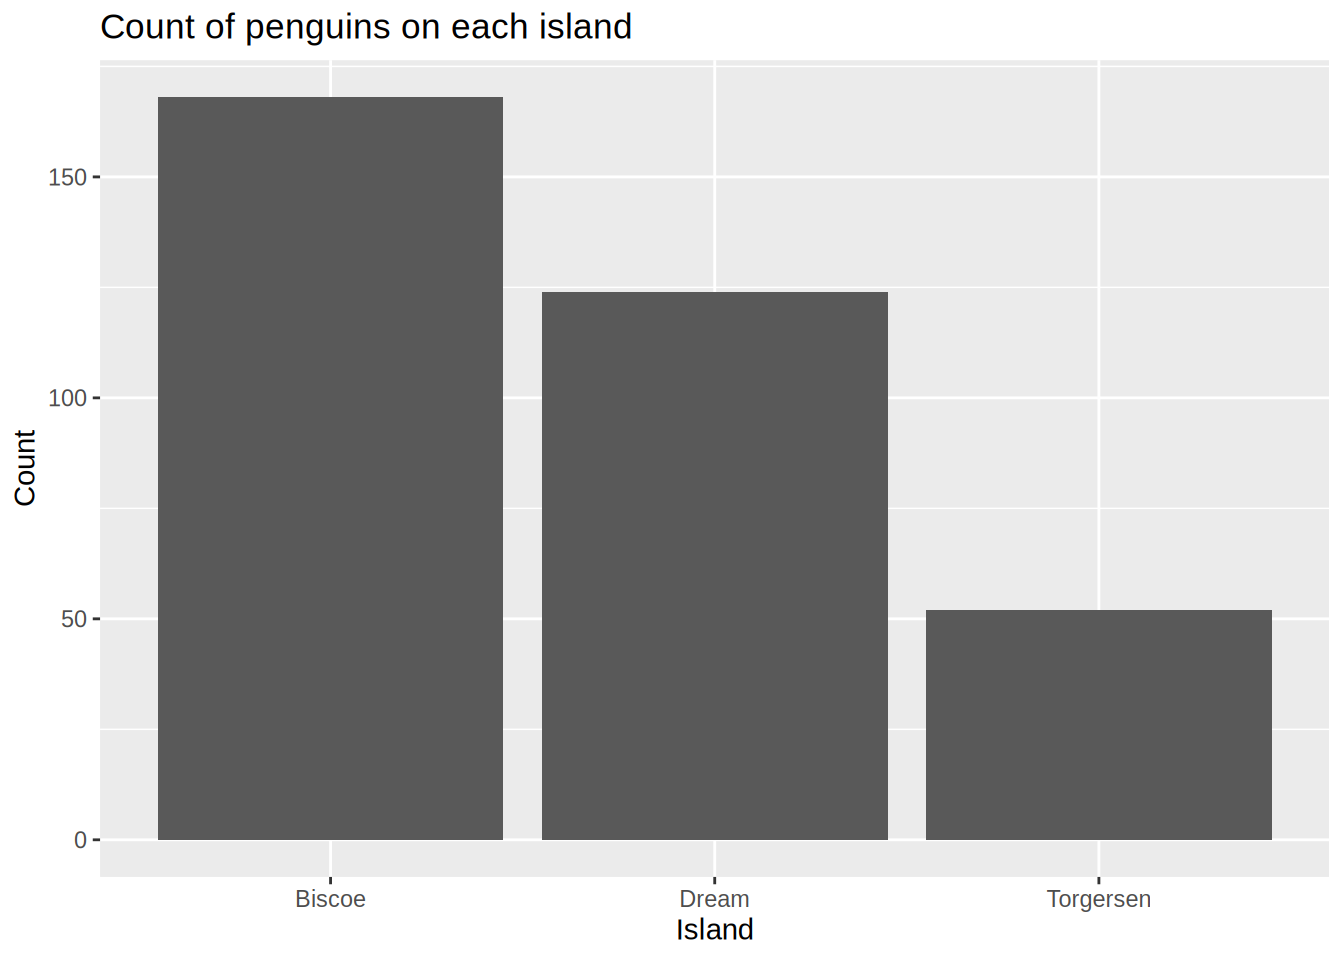 Count of penguins on each island
150
100
50
0
Count
Biscoe
Dream
Torgersen
Island